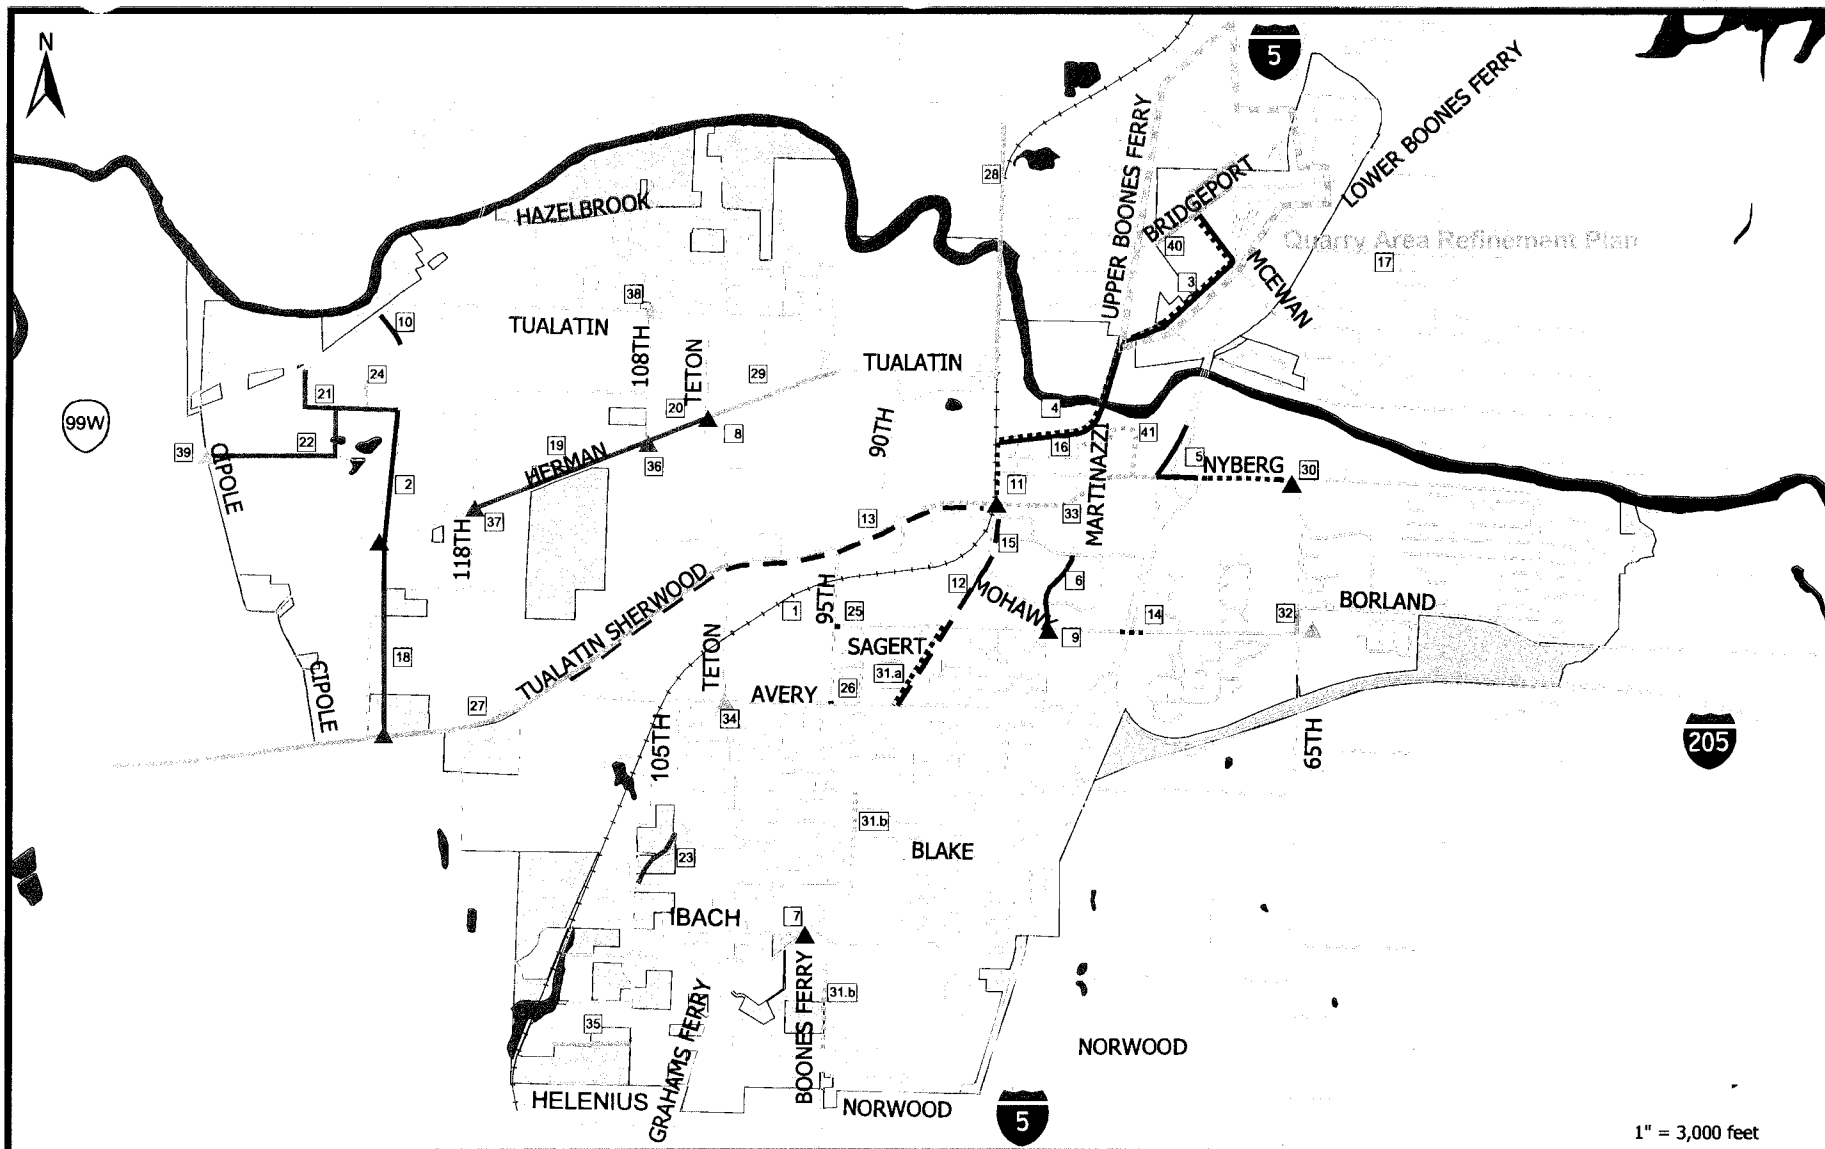 N
5
LOWER BOONES FERRY
UPPER BOONES FERRY
28
BRIDGEPORT
HAZELBROOK
40
Quarry Area Refinement Plan
17
3
MCEWAN
38
10
TUALATIN
108TH
TETON
TUALATIN
29
24
21
4
20
8
99W
90TH
41
22
19
16
MARTINAZZI
39
CIPOLE
HERMAN
36
5
NYBERG
30
2
11
37
13
33
118TH
15
TUALATIN SHERWOOD
12
MOHAWK
6
1
95TH
25
14
32
BORLAND
9
SAGERT
TETON
18
CIPOLE
31.a
AVERY
26
27
34
105TH
65TH
205
31.b
BLAKE
23
IBACH
7
BOONES FERRY
31.b
GRAHAMS FERRY
35
NORWOOD
HELENIUS
NORWOOD
5
1" = 3,000 feet